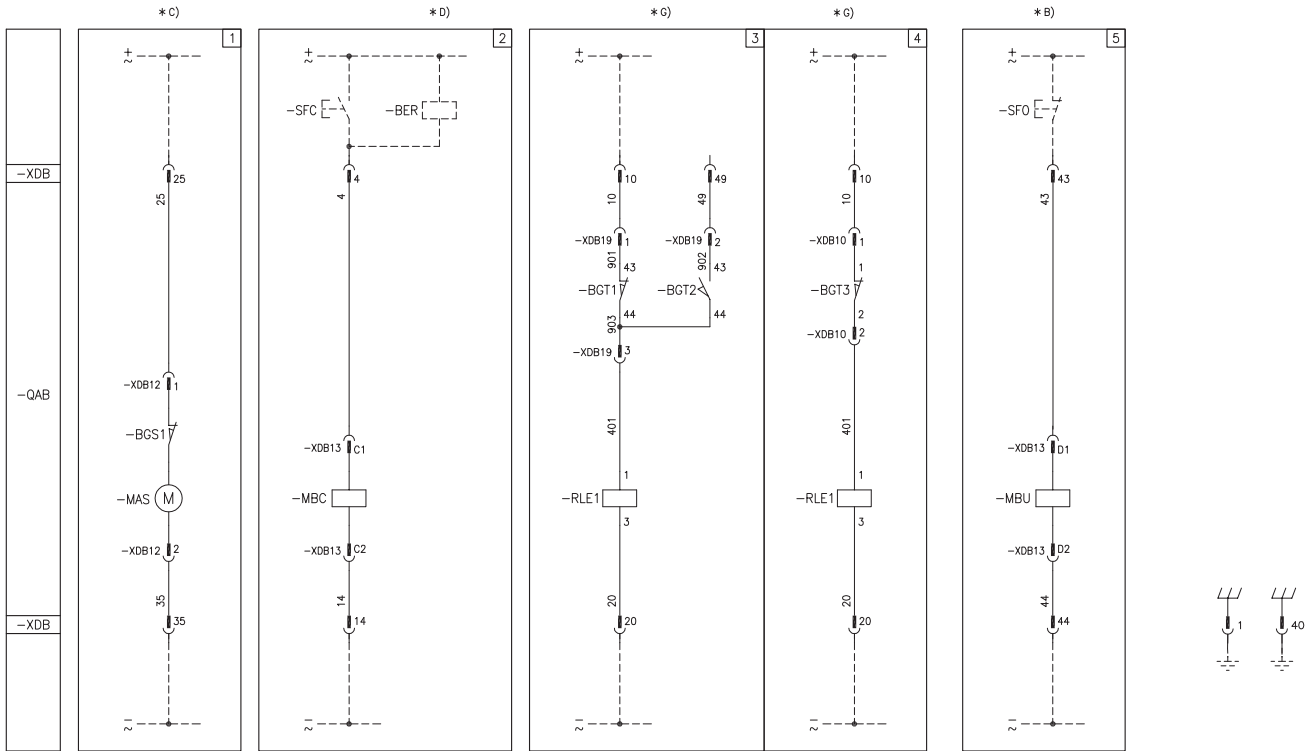 *C) *D) *G) *G) *B)
1 2 3 4 5
+ ~ + ~ + ~ + ~ + ~
-SFC -BER -SFO
-XDB 25 4 10 49 10 43
25 4 10 49 10 43
-XDB19 1 -XDB19 2 -XDB10 1
901 43 902 43 1
-BGT1 -BGT2 -BGT3
903 44 44 2
-XDB10 2
-XDB19 3
-QAB -XDB12 1
-BGS1 401 401
-XDB13 C1 -XDB13 D1
1 1
-MAS M -MBC -RLE1 -RLE1 -MBU
3 3
-XDB12 2 -XDB13 C2 -XDB13 D2
35 14 20 20 44
-XDB 35 14 20 20 44 1 40
− ~ − ~ − ~ − ~ − ~